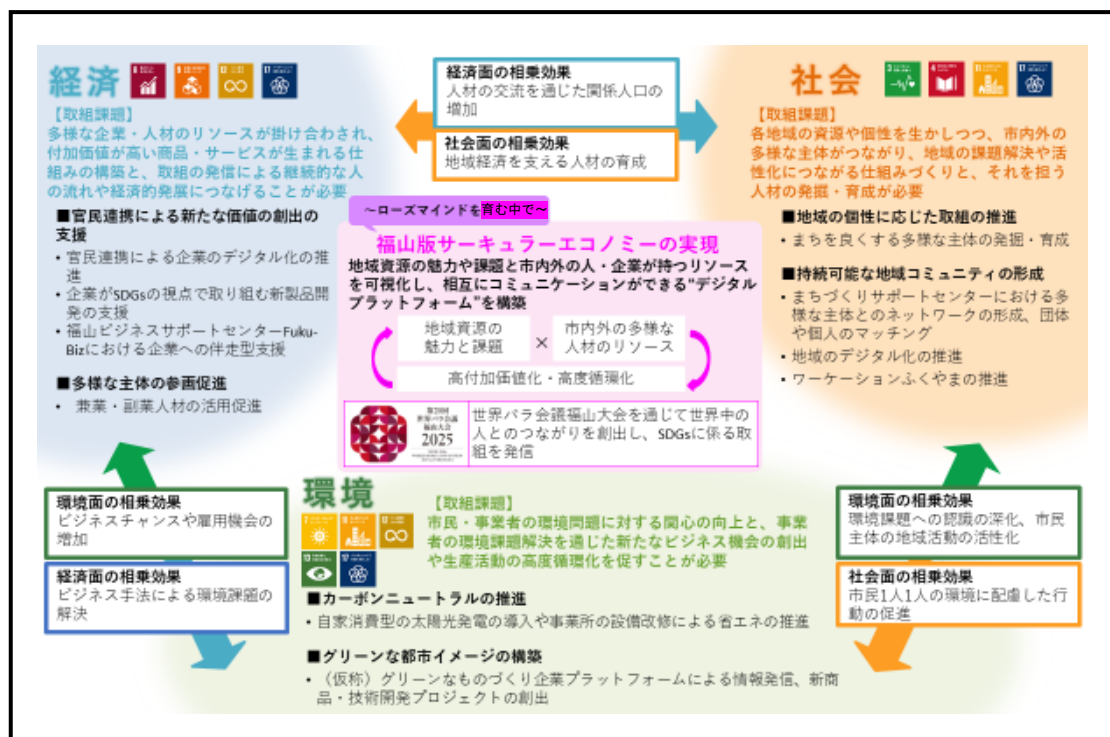 経済
【取組課題】
多様な企業・人材のリソースが掛け合わされ、
付加価値が高い商品・サービスが生まれる仕
組みの構築と、取組の発信による継続的な人
の流れや経済的発展につなげることが必要
■官民連携による新たな価値の創出の
支援
・官民連携による企業のデジタル化の推
進
・企業がSDGsの視点で取り組む新製品開
発の支援
・福山ビジネスサポートセンターFuku-
Bizにおける企業への伴走型支援
■多様な主体の参画促進
・兼業・副業人材の活用促進
経済面の相乗効果
人材の交流を通じた関係人口の
増加
社会面の相乗効果
地域経済を支える人材の育成
社会
【取組課題】
各地域の資源や個性を生かしつつ、市内外の
多様な主体がつながり、地域の課題解決や活
性化につながる仕組みづくりと、それを担う
人材の発掘・育成が必要
■地域の個性に応じた取組の推進
・まちを良くする多様な主体の発掘・育成
■持続可能な地域コミュニティの形成
・まちづくりサポートセンターにおける多
様な主体とのネットワークの形成、団体
や個人のマッチング
・地域のデジタル化の推進
・ワーケーションふくやまの推進
～ローズマインドを育む中で～
福山版サーキュラーエコノミーの実現
地域資源の魅力や課題と市内外の人・企業が持つリソース
を可視化し、相互にコミュニケーションができる“デジタル
プラットフォーム”を構築
地域資源の
魅力と課題
×
市内外の多様な
人材のリソース
高付加価値化・高度循環化
世界バラ会議
福山大会
2025
世界バラ会議福山大会を通じて世界中の
人とのつながりを創出し、SDGsに係る取
組を発信
環境面の相乗効果
ビジネスチャンスや雇用機会の
増加
経済面の相乗効果
ビジネス手法による環境課題の
解決
環境
【取組課題】
市民・事業者の環境問題に対する関心の向上と、事業
者の環境課題解決を通じた新たなビジネス機会の創出
や生産活動の高度循環化を促すことが必要
■カーボンニュートラルの推進
・自家消費型の太陽光発電の導入や事業所の設備改修による省エネの推進
■グリーンな都市イメージの構築
・（仮称）グリーンなものづくり企業プラットフォームによる情報発信、新商
品・技術開発プロジェクトの創出
環境面の相乗効果
環境課題への認識の深化、市民
主体の地域活動の活性化
社会面の相乗効果
市民1人1人の環境に配慮した行
動の促進